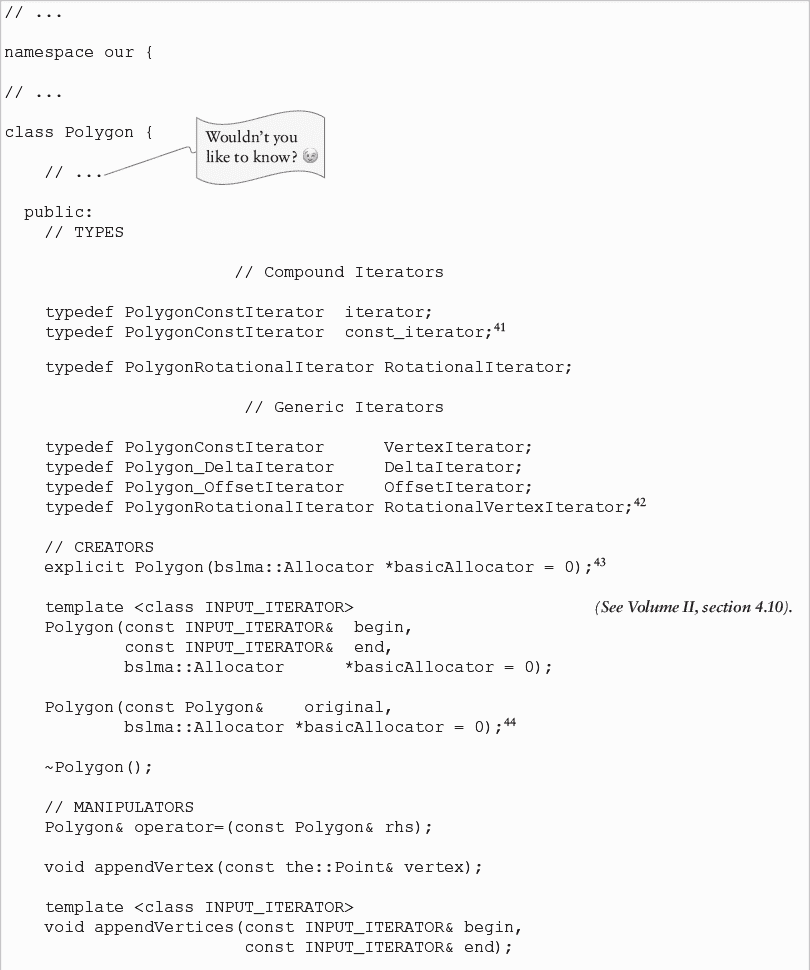 // ...
namespace our {
// ...
class Polygon {
Wouldn't you
like to know?
// ...
public:
// TYPES
// Compound Iterators
typedef PolygonConstIterator iterator;
typedef PolygonConstIterator const_iterator;41
typedef PolygonRotationalIterator RotationalIterator;
// Generic Iterators
typedef PolygonConstIterator VertexIterator;
typedef Polygon_DeltaIterator DeltaIterator;
typedef Polygon_OffsetIterator OffsetIterator;
typedef PolygonRotationalIterator RotationalVertexIterator;42
// CREATORS
explicit Polygon(bslma::Allocator *basicAllocator = 0);43
template <class INPUT_ITERATOR> (See Volume II, section 4.10).
Polygon(const INPUT_ITERATOR& begin,
const INPUT_ITERATOR& end,
bslma::Allocator *basicAllocator = 0);
Polygon(const Polygon& original,
bslma::Allocator *basicAllocator = 0);44
~Polygon();
// MANIPULATORS
Polygon& operator=(const Polygon& rhs);
void appendVertex(const the::Point& vertex);
template <class INPUT_ITERATOR>
void appendVertices(const INPUT_ITERATOR& begin,
const INPUT_ITERATOR& end);